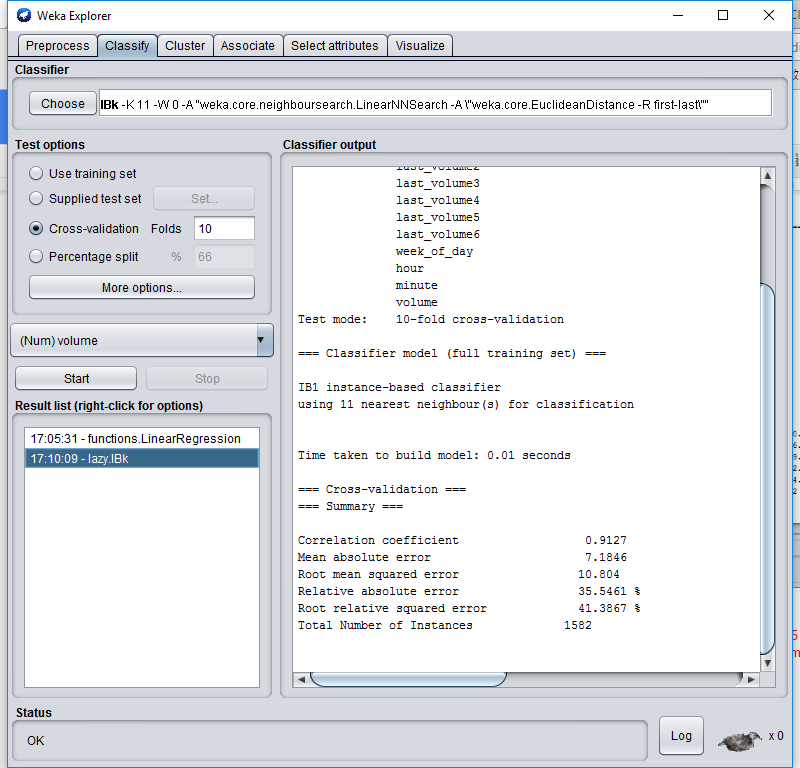 Weka Explorer
Preprocess Classify Cluster Associate Select attributes Visualize
Classifier
Choose IBk -K 11 -W 0 -A "weka.core.neighboursearch.LinearNNSearch -A \"weka.core.EuclideanDistance -R first-last\""
Test options
Use training set
Supplied test set Set...
Cross-validation Folds 10
Percentage split % 66
More options...
(Num) volume
Start Stop
Result list (right-click for options)
17:05:31 - functions.LinearRegression
17:10:09 - lazy.IBk
Classifier output
last_volume2
last_volume3
last_volume4
last_volume5
last_volume6
week_of_day
hour
minute
volume
Test mode: 10-fold cross-validation
=== Classifier model (full training set) ===
IB1 instance-based classifier
using 11 nearest neighbour(s) for classification
Time taken to build model: 0.01 seconds
=== Cross-validation ===
=== Summary ===
Correlation coefficient 0.9127
Mean absolute error 7.1846
Root mean squared error 10.804
Relative absolute error 35.5461 %
Root relative squared error 41.3867 %
Total Number of Instances 1582
Status
OK
Log
x 0